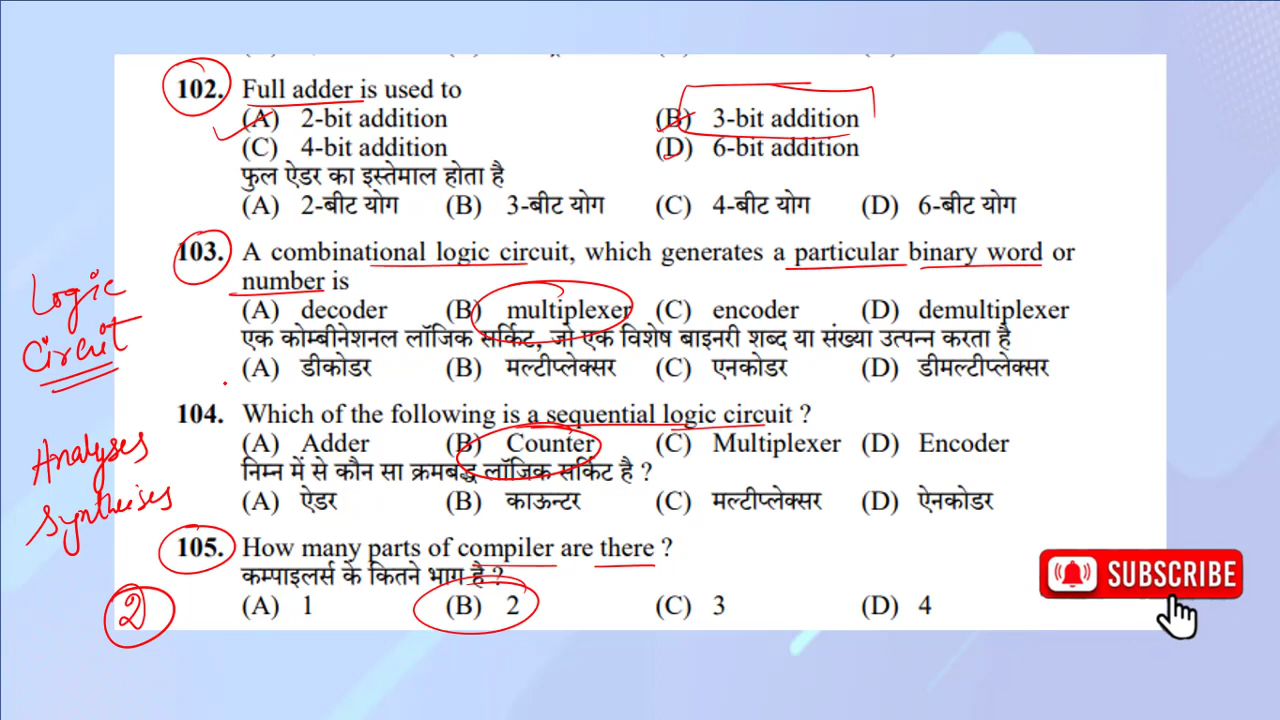 102. Full adder is used to
(A) 2-bit addition (B) 3-bit addition
(C) 4-bit addition (D) 6-bit addition
फुल ऐडर का इस्तेमाल होता है
(A) 2-बीट योग (B) 3-बीट योग (C) 4-बीट योग (D) 6-बीट योग
103. A combinational logic circuit, which generates a particular binary word or
number is
(A) decoder (B) multiplexer (C) encoder (D) demultiplexer
एक कोम्बीनेशनल लॉजिक सर्किट, जो एक विशेष बाइनरी शब्द या संख्या उत्पन्न करता है
(A) डीकोडर (B) मल्टीप्लेक्सर (C) एनकोडर (D) डीमल्टीप्लेक्सर
Logic
Circuit
104. Which of the following is a sequential logic circuit ?
(A) Adder (B) Counter (C) Multiplexer (D) Encoder
निम्न में से कौन सा क्रमबद्ध लॉजिक सर्किट है ?
(A) ऐडर (B) काऊन्टर (C) मल्टीप्लेक्सर (D) ऐनकोडर
Analyses
105. How many parts of compiler are there ?
कम्पाइलर्स के कितने भाग है ?
(A) 1 (B) 2 (C) 3 (D) 4
2
SUBSCRIBE